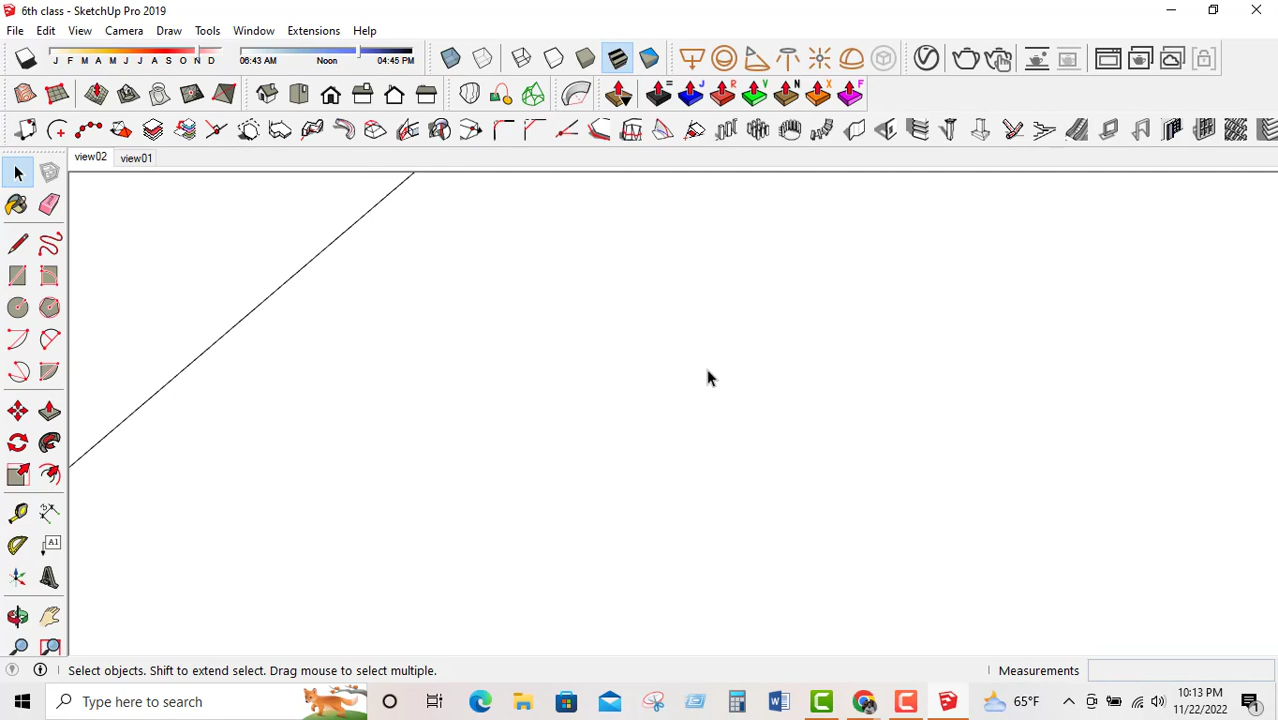 6th class - SketchUp Pro 2019
File Edit View Camera Draw Tools Window Extensions Help
J F M A M J J A S O N D
06:43 AM Noon 04:45 PM
= J R V N X F
view02 view01
A1
Select objects. Shift to extend select. Drag mouse to select multiple.
Measurements
Type here to search
65°F
10:13 PM
11/22/2022
1